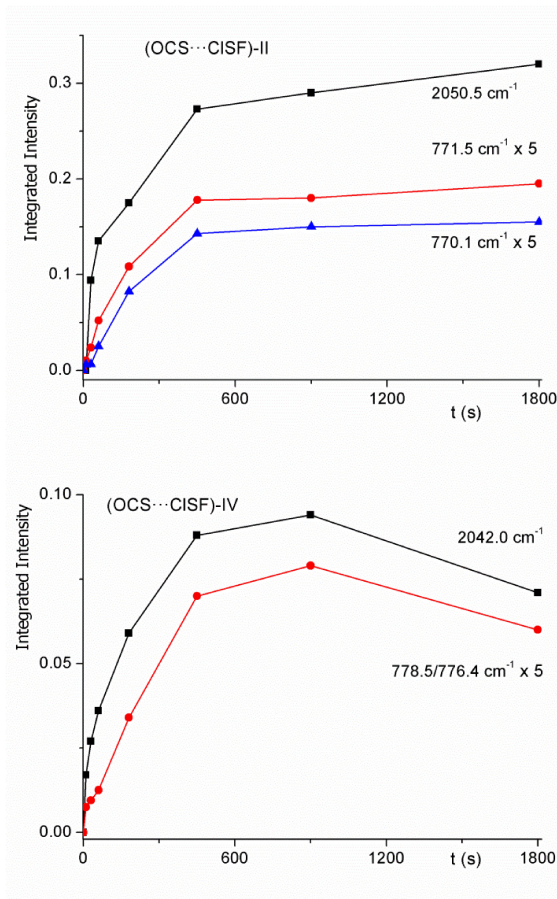 (OCS···ClSF)-II
Integrated Intensity
0.3
0.2
0.1
0.0
2050.5 cm⁻¹
771.5 cm⁻¹ x 5
770.1 cm⁻¹ x 5
0
600
1200
1800
t (s)
(OCS···ClSF)-IV
Integrated Intensity
0.10
0.05
0.00
2042.0 cm⁻¹
778.5/776.4 cm⁻¹ x 5
0
600
1200
1800
t (s)